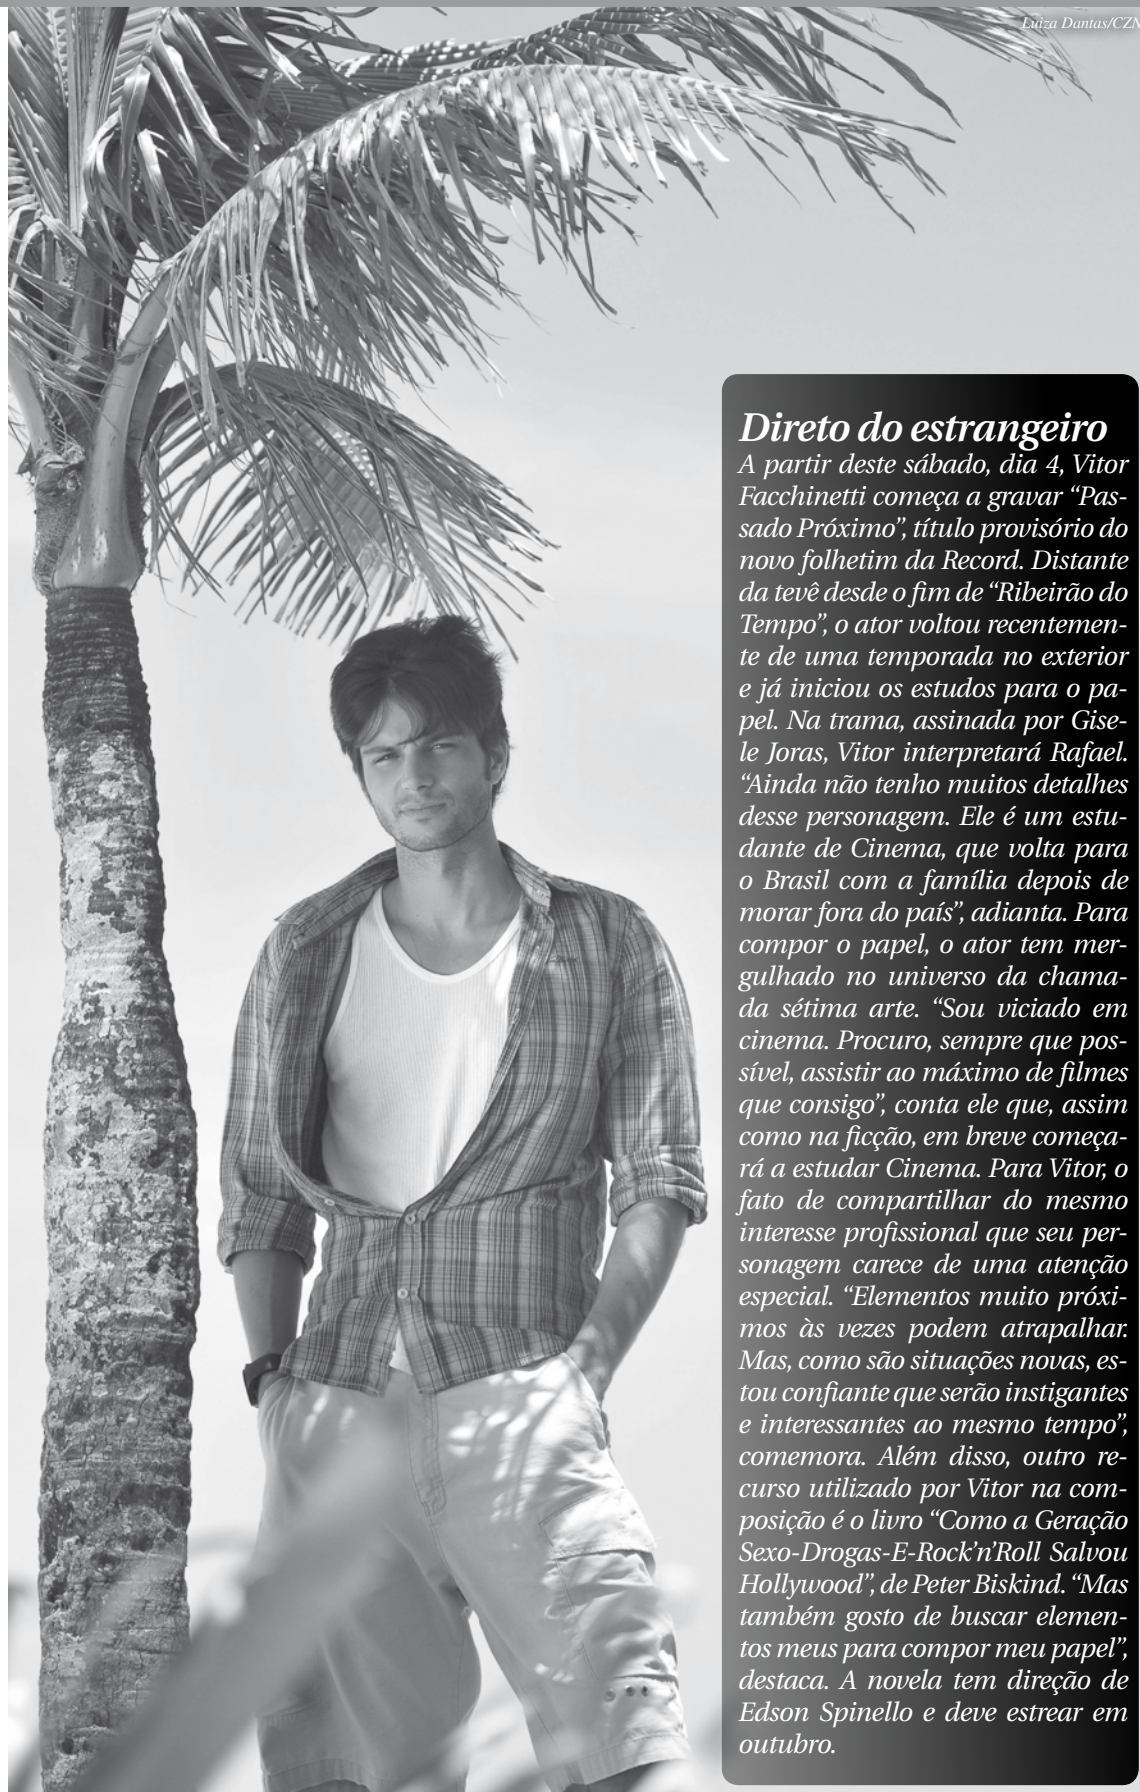 Luiza Dantas/CZN
Direto do estrangeiro
A partir deste sábado, dia 4, Vitor
Facchinetti começa a gravar “Pas-
sado Próximo”, título provisório do
novo folhetim da Record. Distante
da tevê desde o fim de “Ribeirão do
Tempo”, o ator voltou recentemen-
te de uma temporada no exterior
e já iniciou os estudos para o pa-
pel. Na trama, assinada por Gise-
le Joras, Vitor interpretará Rafael.
“Ainda não tenho muitos detalhes
desse personagem. Ele é um estu-
dante de Cinema, que volta para
o Brasil com a família depois de
morar fora do país”, adianta. Para
compor o papel, o ator tem mer-
gulhado no universo da chama-
da sétima arte. “Sou viciado em
cinema. Procuro, sempre que pos-
sível, assistir ao máximo de filmes
que consigo”, conta ele que, assim
como na ficção, em breve começa-
rá a estudar Cinema. Para Vitor, o
fato de compartilhar do mesmo
interesse profissional que seu per-
sonagem carece de uma atenção
especial. “Elementos muito próxi-
mos às vezes podem atrapalhar.
Mas, como são situações novas, es-
tou confiante que serão instigantes
e interessantes ao mesmo tempo”,
comemora. Além disso, outro re-
curso utilizado por Vitor na com-
posição é o livro “Como a Geração
Sexo-Drogas-E-Rock’n’Roll Salvou
Hollywood”, de Peter Biskind. “Mas
também gosto de buscar elemen-
tos meus para compor meu papel”,
destaca. A novela tem direção de
Edson Spinello e deve estrear em
outubro.